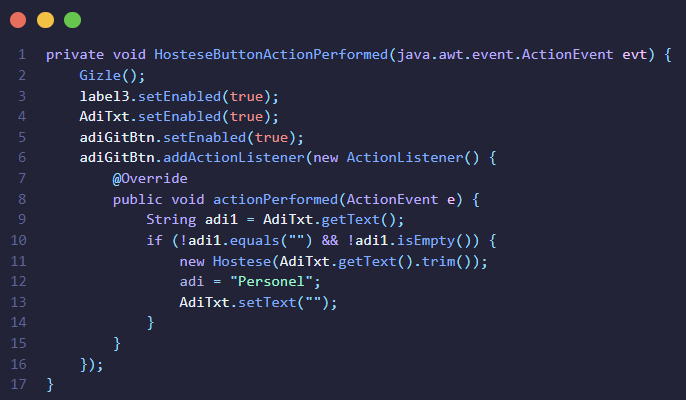 1 private void HosteseButtonActionPerformed(java.awt.event.ActionEvent evt) {
2     Gizle();
3     label3.setEnabled(true);
4     AdiTxt.setEnabled(true);
5     adiGitBtn.setEnabled(true);
6     adiGitBtn.addActionListener(new ActionListener() {
7         @Override
8         public void actionPerformed(ActionEvent e) {
9             String adi1 = AdiTxt.getText();
10             if (!adi1.equals("") && !adi1.isEmpty()) {
11                 new Hostese(AdiTxt.getText().trim());
12                 adi = "Personel";
13                 AdiTxt.setText("");
14             }
15         }
16     });
17 }